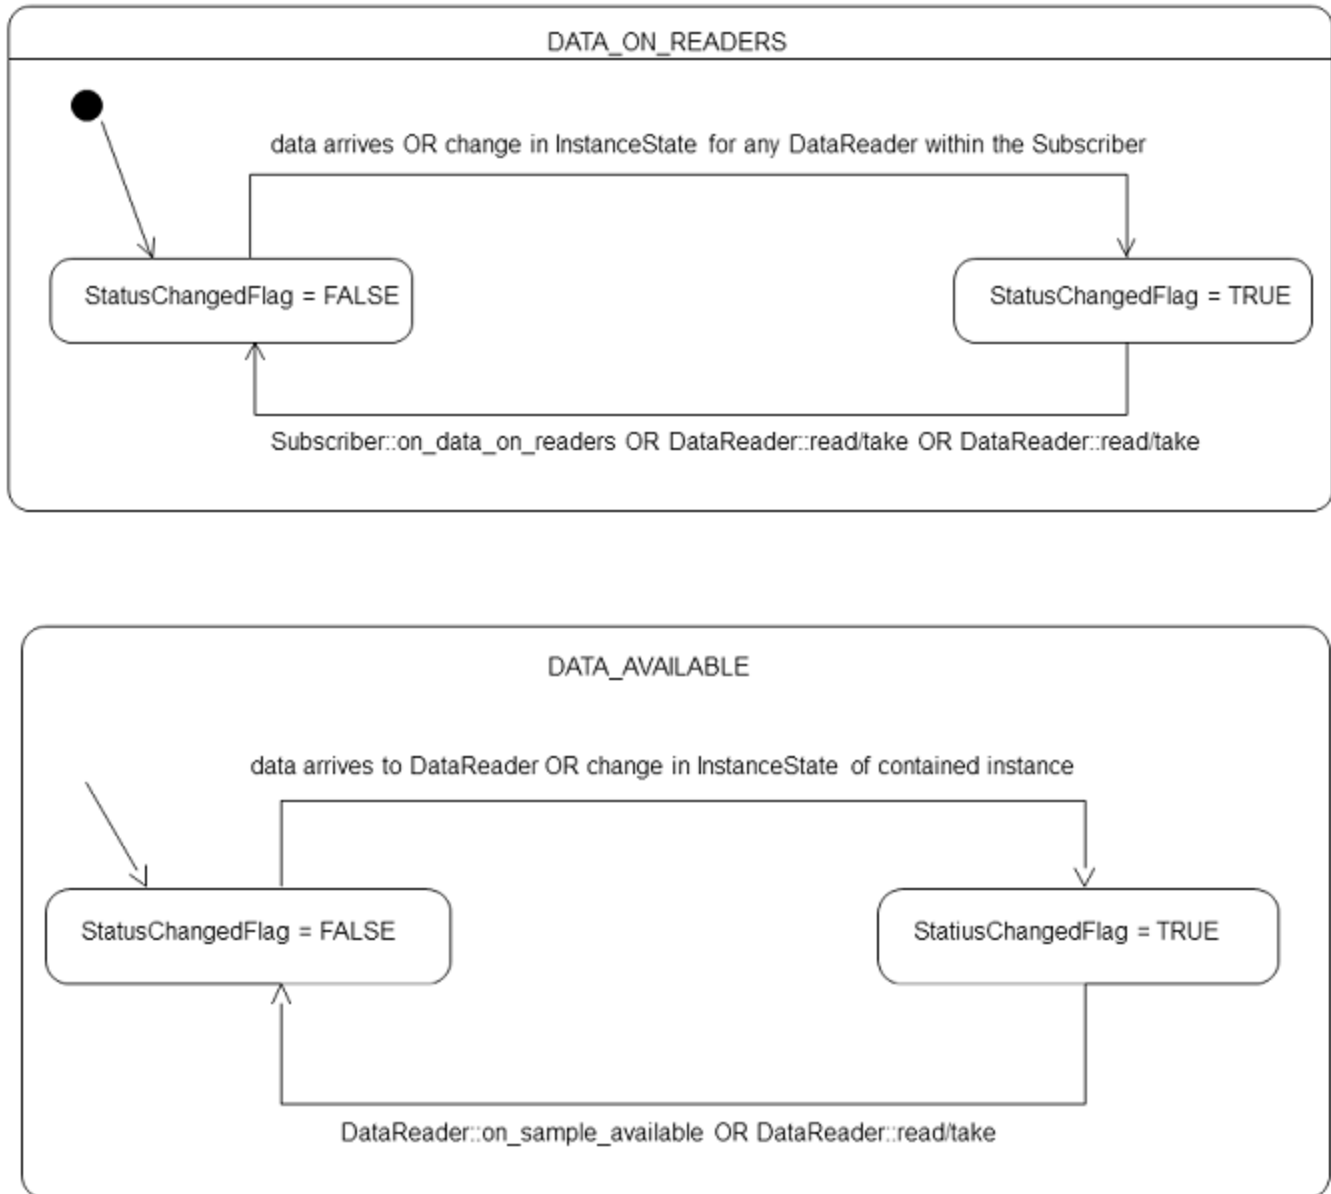 DATA_ON_READERS
data arrives OR change in InstanceState for any DataReader within the Subscriber
StatusChangedFlag = FALSE
StatusChangedFlag = TRUE
Subscriber::on_data_on_readers OR DataReader::read/take OR DataReader::read/take
DATA_AVAILABLE
data arrives to DataReader OR change in InstanceState of contained instance
StatusChangedFlag = FALSE
StatiusChangedFlag = TRUE
DataReader::on_sample_available OR DataReader::read/take